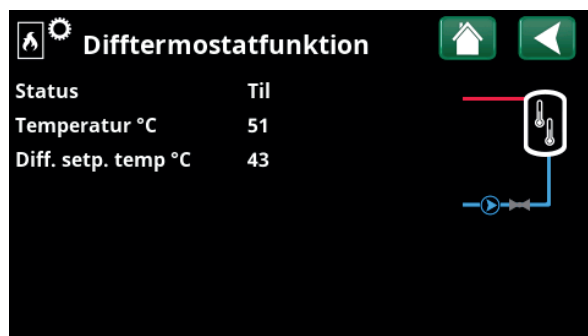 Difftermostatfunktion
Status Til
Temperatur °C 51
Diff. setp. temp °C 43